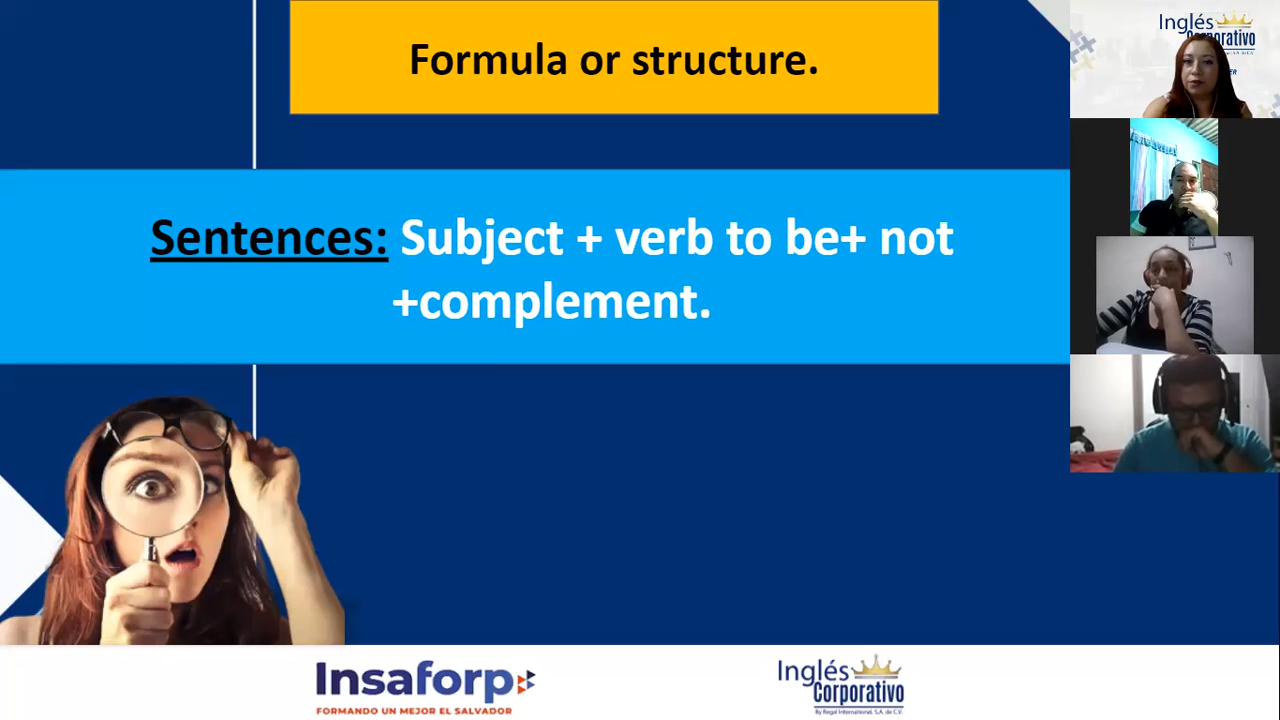 Formula or structure.
Sentences: Subject + verb to be+ not
+complement.
Inglés
Corporativo
Insaforp
FORMANDO UN MEJOR EL SALVADOR
Inglés
Corporativo
By Regal International, S.A. de C.V.